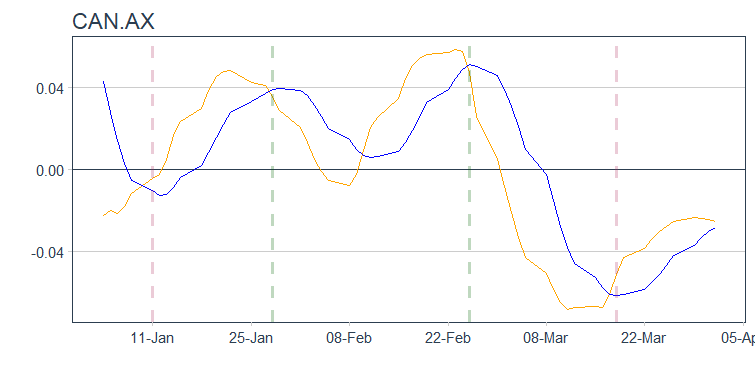 CAN.AX
0.04
0.00
-0.04
11-Jan
25-Jan
08-Feb
22-Feb
08-Mar
22-Mar
05-Ap